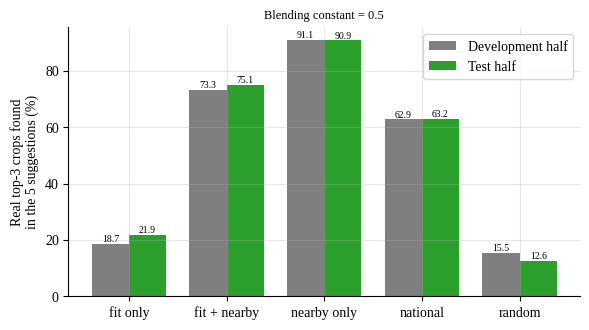 Blending constant = 0.5
Real top-3 crops found
in the 5 suggestions (%)
80
60
40
20
0
Development half
Test half
18.7
21.9
73.3
75.1
91.1
90.9
62.9
63.2
15.5
12.6
fit only
fit + nearby
nearby only
national
random